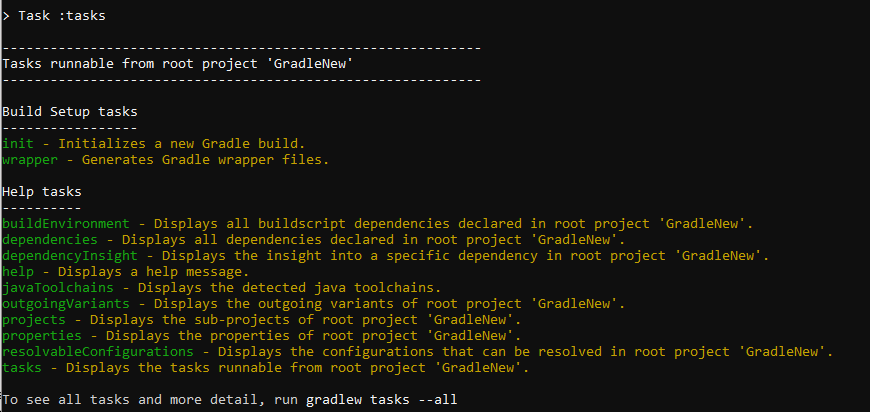 > Task :tasks
------------------------------------------------------------
Tasks runnable from root project 'GradleNew'
------------------------------------------------------------
Build Setup tasks
-----------------
init - Initializes a new Gradle build.
wrapper - Generates Gradle wrapper files.
Help tasks
----------
buildEnvironment - Displays all buildscript dependencies declared in root project 'GradleNew'.
dependencies - Displays all dependencies declared in root project 'GradleNew'.
dependencyInsight - Displays the insight into a specific dependency in root project 'GradleNew'.
help - Displays a help message.
javaToolchains - Displays the detected java toolchains.
outgoingVariants - Displays the outgoing variants of root project 'GradleNew'.
projects - Displays the sub-projects of root project 'GradleNew'.
properties - Displays the properties of root project 'GradleNew'.
resolvableConfigurations - Displays the configurations that can be resolved in root project 'GradleNew'.
tasks - Displays the tasks runnable from root project 'GradleNew'.
To see all tasks and more detail, run gradlew tasks --all